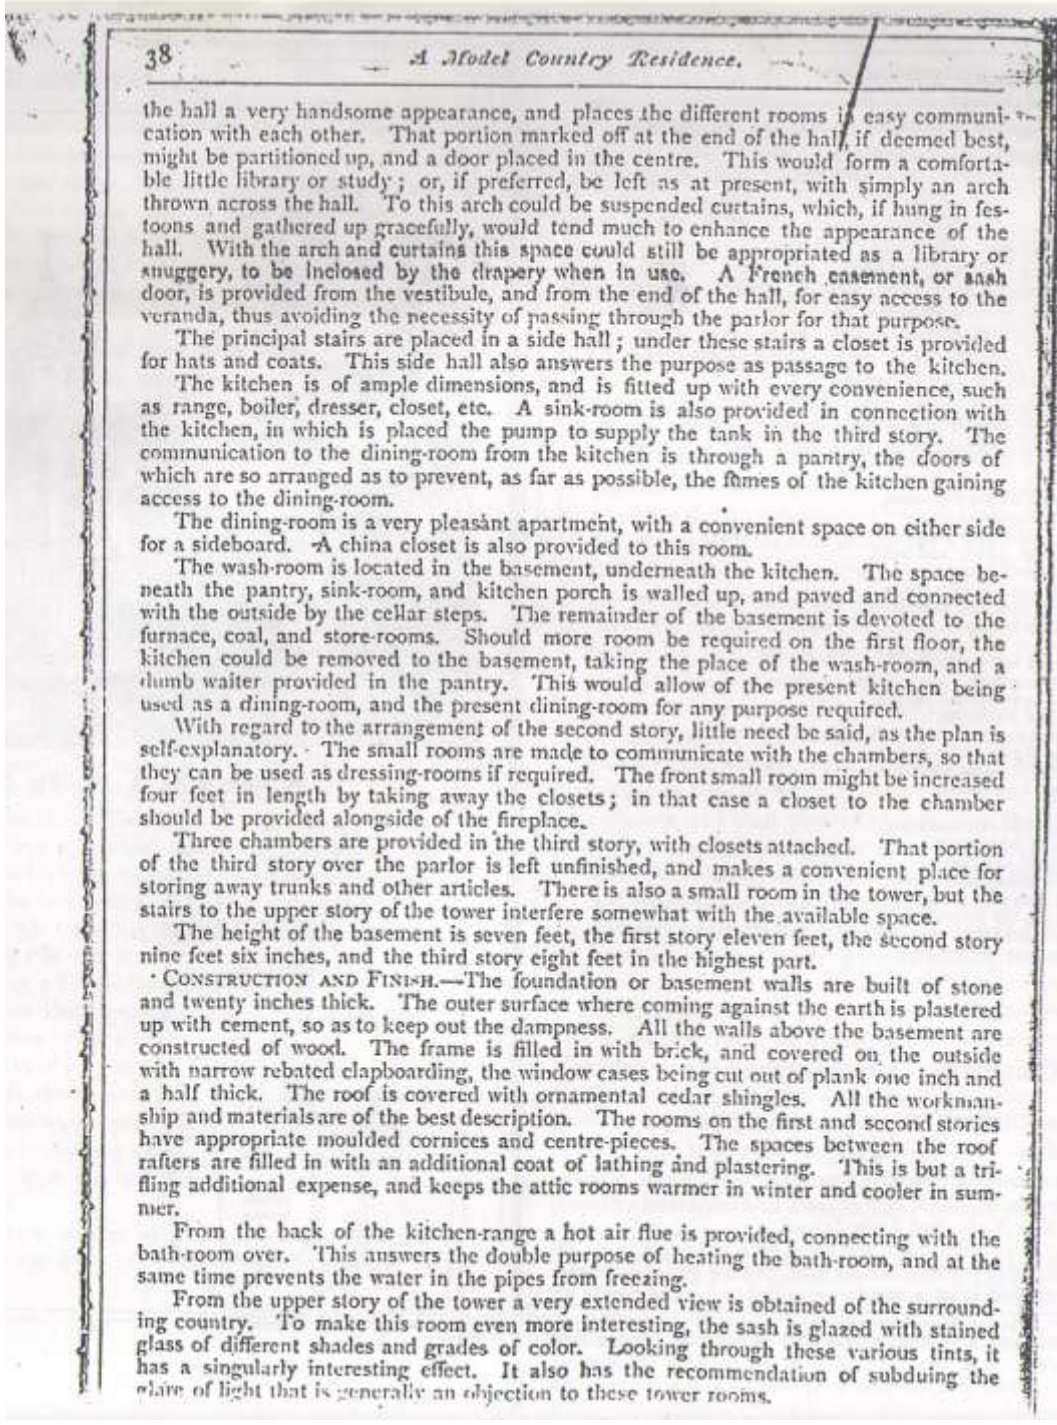 38
A Model Country Residence.
the hall a very handsome appearance, and places the different rooms in easy communi-
cation with each other. That portion marked off at the end of the hall, if deemed best,
might be partitioned up, and a door placed in the centre. This would form a comforta-
ble little library or study; or, if preferred, be left as at present, with simply an arch
thrown across the hall. To this arch could be suspended curtains, which, if hung in fes-
toons and gathered up gracefully, would tend much to enhance the appearance of the
hall. With the arch and curtains this space could still be appropriated as a library or
snuggery, to be inclosed by the drapery when in use. A French casement, or sash
door, is provided from the vestibule, and from the end of the hall, for easy access to the
veranda, thus avoiding the necessity of passing through the parlor for that purpose.
The principal stairs are placed in a side hall; under these stairs a closet is provided
for hats and coats. This side hall also answers the purpose as passage to the kitchen.
The kitchen is of ample dimensions, and is fitted up with every convenience, such
as range, boiler, dresser, closet, etc. A sink-room is also provided in connection with
the kitchen, in which is placed the pump to supply the tank in the third story. The
communication to the dining-room from the kitchen is through a pantry, the doors of
which are so arranged as to prevent, as far as possible, the fumes of the kitchen gaining
access to the dining-room.
The dining-room is a very pleasant apartment, with a convenient space on either side
for a sideboard. A china closet is also provided to this room.
The wash-room is located in the basement, underneath the kitchen. The space be-
neath the pantry, sink-room, and kitchen porch is walled up, and paved and connected
with the outside by the cellar steps. The remainder of the basement is devoted to the
furnace, coal, and store-rooms. Should more room be required on the first floor, the
kitchen could be removed to the basement, taking the place of the wash-room, and a
dumb waiter provided in the pantry. This would allow of the present kitchen being
used as a dining-room, and the present dining-room for any purpose required.
With regard to the arrangement of the second story, little need be said, as the plan is
self-explanatory. The small rooms are made to communicate with the chambers, so that
they can be used as dressing-rooms if required. The front small room might be increased
four feet in length by taking away the closets; in that case a closet to the chamber
should be provided alongside of the fireplace.
Three chambers are provided in the third story, with closets attached. That portion
of the third story over the parlor is left unfinished, and makes a convenient place for
storing away trunks and other articles. There is also a small room in the tower, but the
stairs to the upper story of the tower interfere somewhat with the available space.
The height of the basement is seven feet, the first story eleven feet, the second story
nine feet six inches, and the third story eight feet in the highest part.
CONSTRUCTION AND FINISH.—The foundation or basement walls are built of stone
and twenty inches thick. The outer surface where coming against the earth is plastered
up with cement, so as to keep out the dampness. All the walls above the basement are
constructed of wood. The frame is filled in with brick, and covered on the outside
with narrow rebated clapboarding, the window cases being cut out of plank one inch and
a half thick. The roof is covered with ornamental cedar shingles. All the workman-
ship and materials are of the best description. The rooms on the first and second stories
have appropriate moulded cornices and centre-pieces. The spaces between the roof
rafters are filled in with an additional coat of lathing and plastering. This is but a tri-
fling additional expense, and keeps the attic rooms warmer in winter and cooler in sum-
mer.
From the back of the kitchen-range a hot air flue is provided, connecting with the
bath-room over. This answers the double purpose of heating the bath-room, and at the
same time prevents the water in the pipes from freezing.
From the upper story of the tower a very extended view is obtained of the surround-
ing country. To make this room even more interesting, the sash is glazed with stained
glass of different shades and grades of color. Looking through these various tints, it
has a singularly interesting effect. It also has the recommendation of subduing the
glare of light that is generally an objection to these tower rooms.